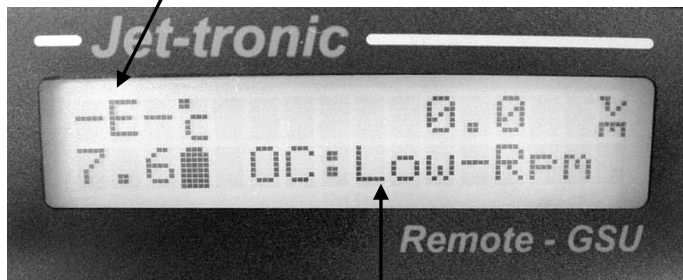 Jet-tronic
-E-°C 0.0 K%
7.6 OC:Low-Rpm
Remote - GSU